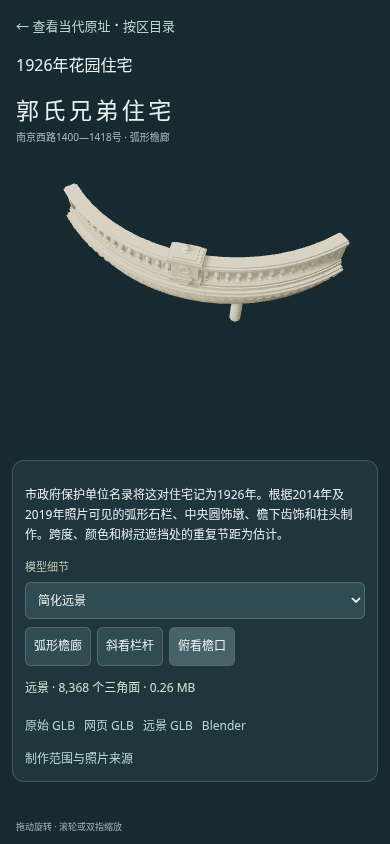 ← 查看当代原址 · 按区目录
1926年花园住宅
郭氏兄弟住宅
南京西路1400—1418号 · 弧形檐廊
市政府保护单位名录将这对住宅记为1926年。根据2014年及
2019年照片可见的弧形石栏、中央圆饰墩、檐下齿饰和柱头制
作。跨度、颜色和树冠遮挡处的重复节距为估计。
模型细节
简化远景
弧形檐廊 斜看栏杆 俯看檐口
远景 · 8,368 个三角面 · 0.26 MB
原始 GLB 网页 GLB 远景 GLB Blender
制作范围与照片来源
拖动旋转 · 滚轮或双指缩放